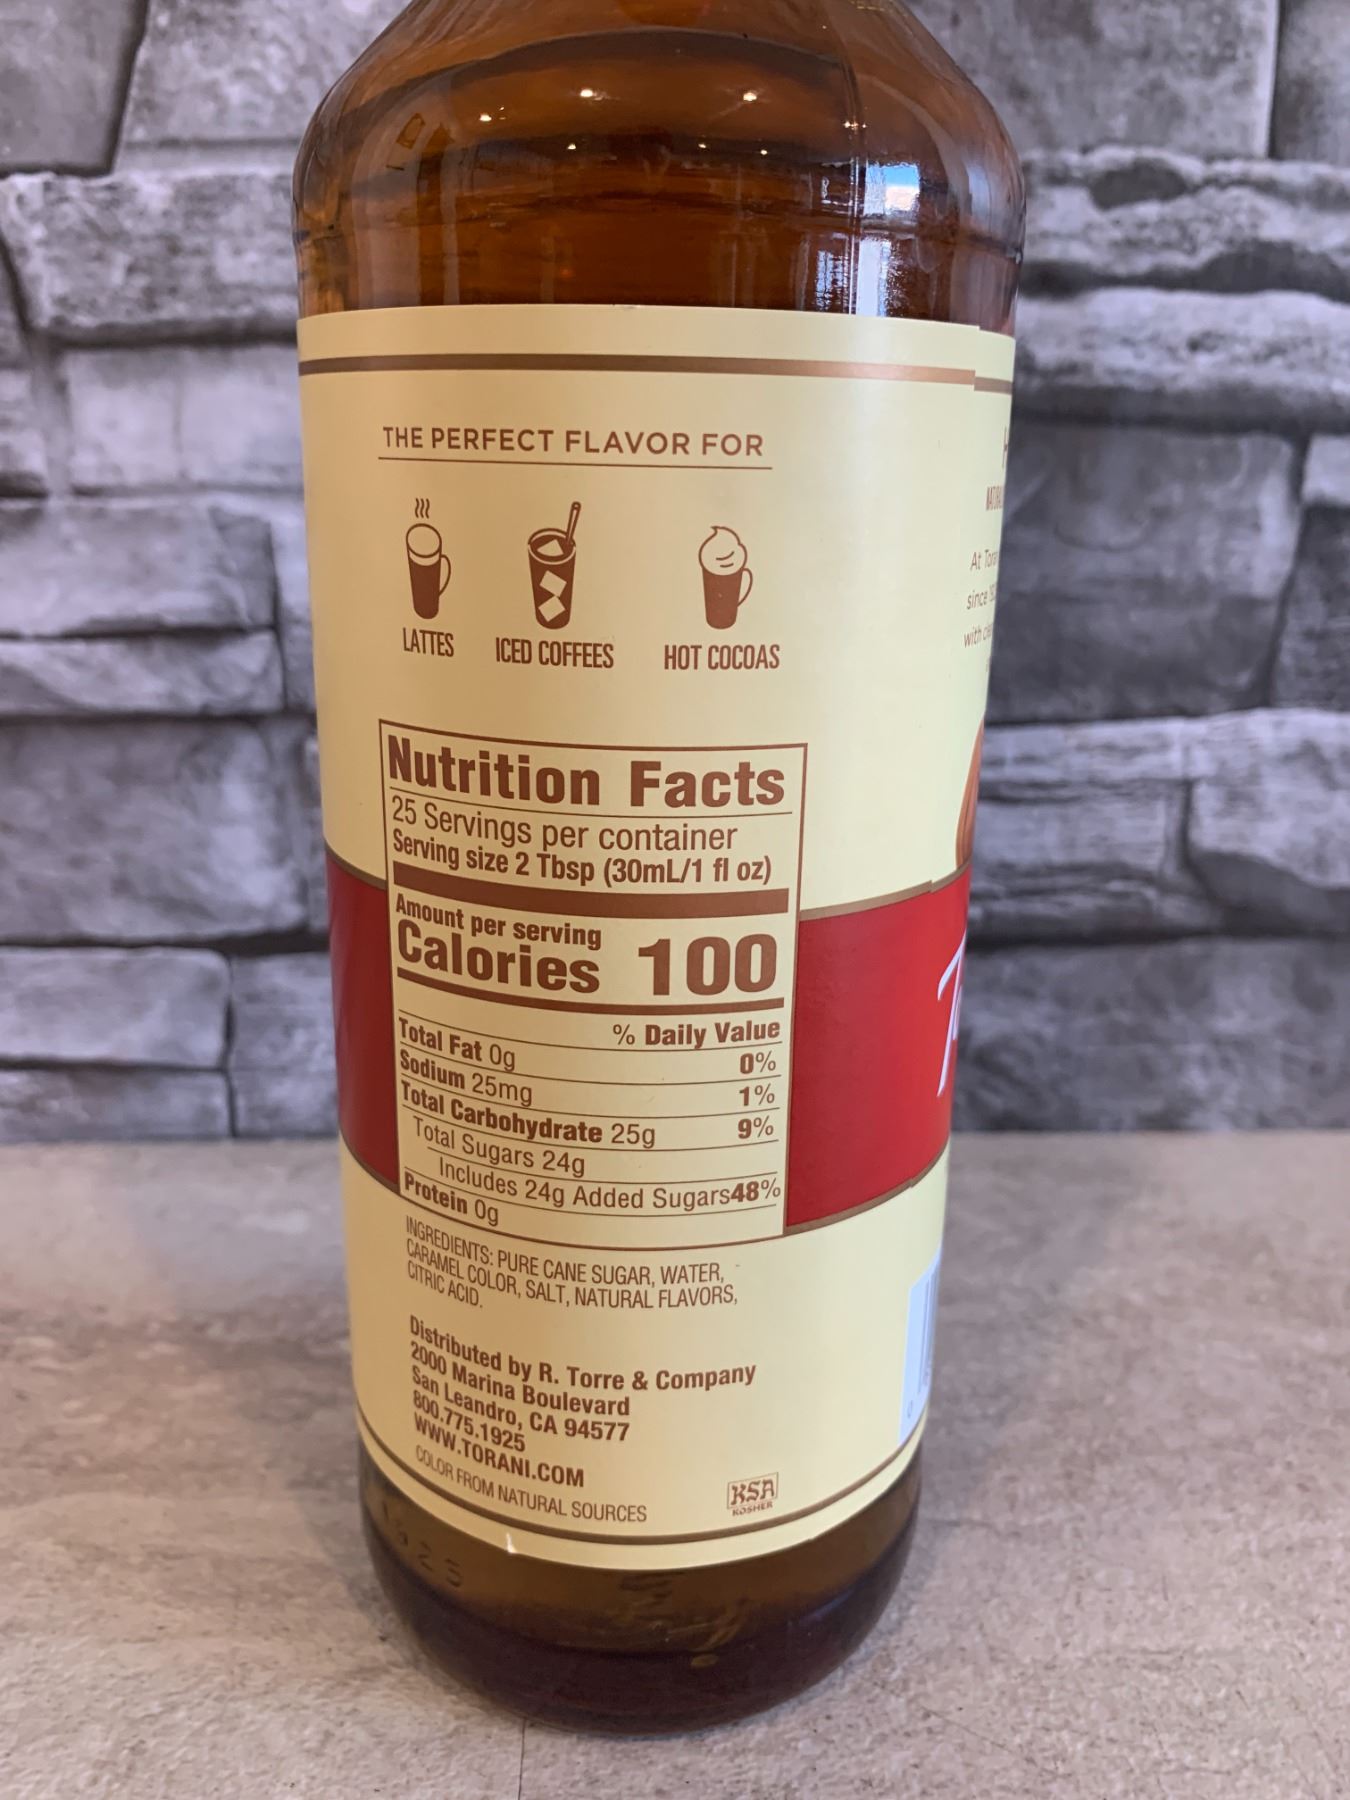 THE PERFECT FLAVOR FOR
LATTES
ICED COFFEES
HOT COCOAS
Nutrition Facts
25 Servings per container
Serving size 2 Tbsp (30mL/1 fl oz)
Amount per serving
Calories 100
% Daily Value
Total Fat 0g 0%
Sodium 25mg 1%
Total Carbohydrate 25g 9%
Total Sugars 24g
Includes 24g Added Sugars 48%
Protein 0g
INGREDIENTS: PURE CANE SUGAR, WATER,
CARAMEL COLOR, SALT, NATURAL FLAVORS,
CITRIC ACID.
Distributed by R. Torre & Company
2000 Marina Boulevard
San Leandro, CA 94577
800.775.1925
WWW.TORANI.COM
COLOR FROM NATURAL SOURCES
KSA
KOSHER
At
since
with